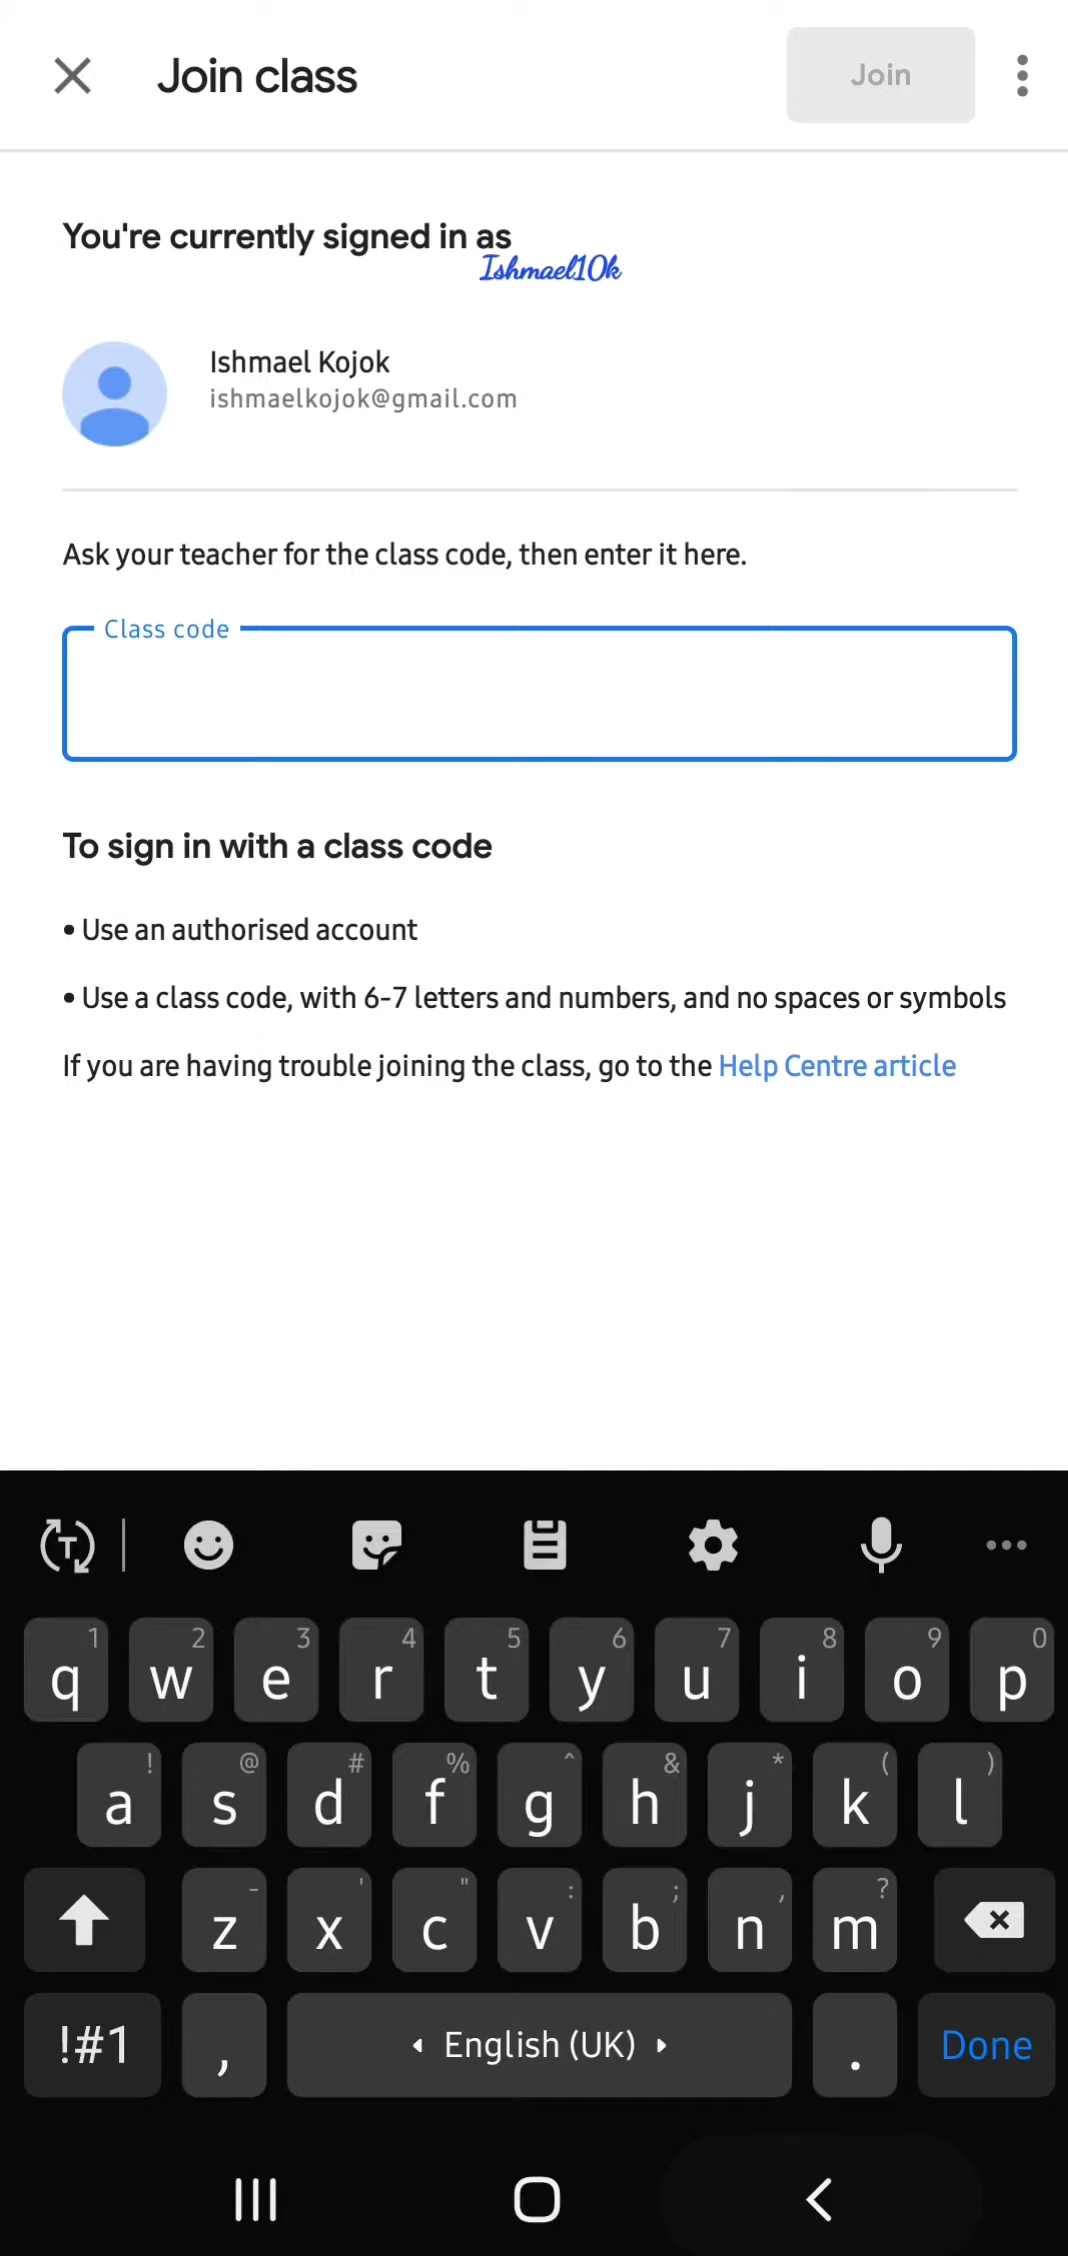 Join class
Join
You're currently signed in as
Ishmael10k
Ishmael Kojok
ishmaelkojok@gmail.com
Ask your teacher for the class code, then enter it here.
Class code
To sign in with a class code
• Use an authorised account
• Use a class code, with 6-7 letters and numbers, and no spaces or symbols
If you are having trouble joining the class, go to the Help Centre article
T
1 2 3 4 5 6 7 8 9 0
q w e r t y u i o p
! @ # % ^ & * ( )
a s d f g h j k l
- ' " : ; , ?
z x c v b n m
!#1 , English (UK) . Done